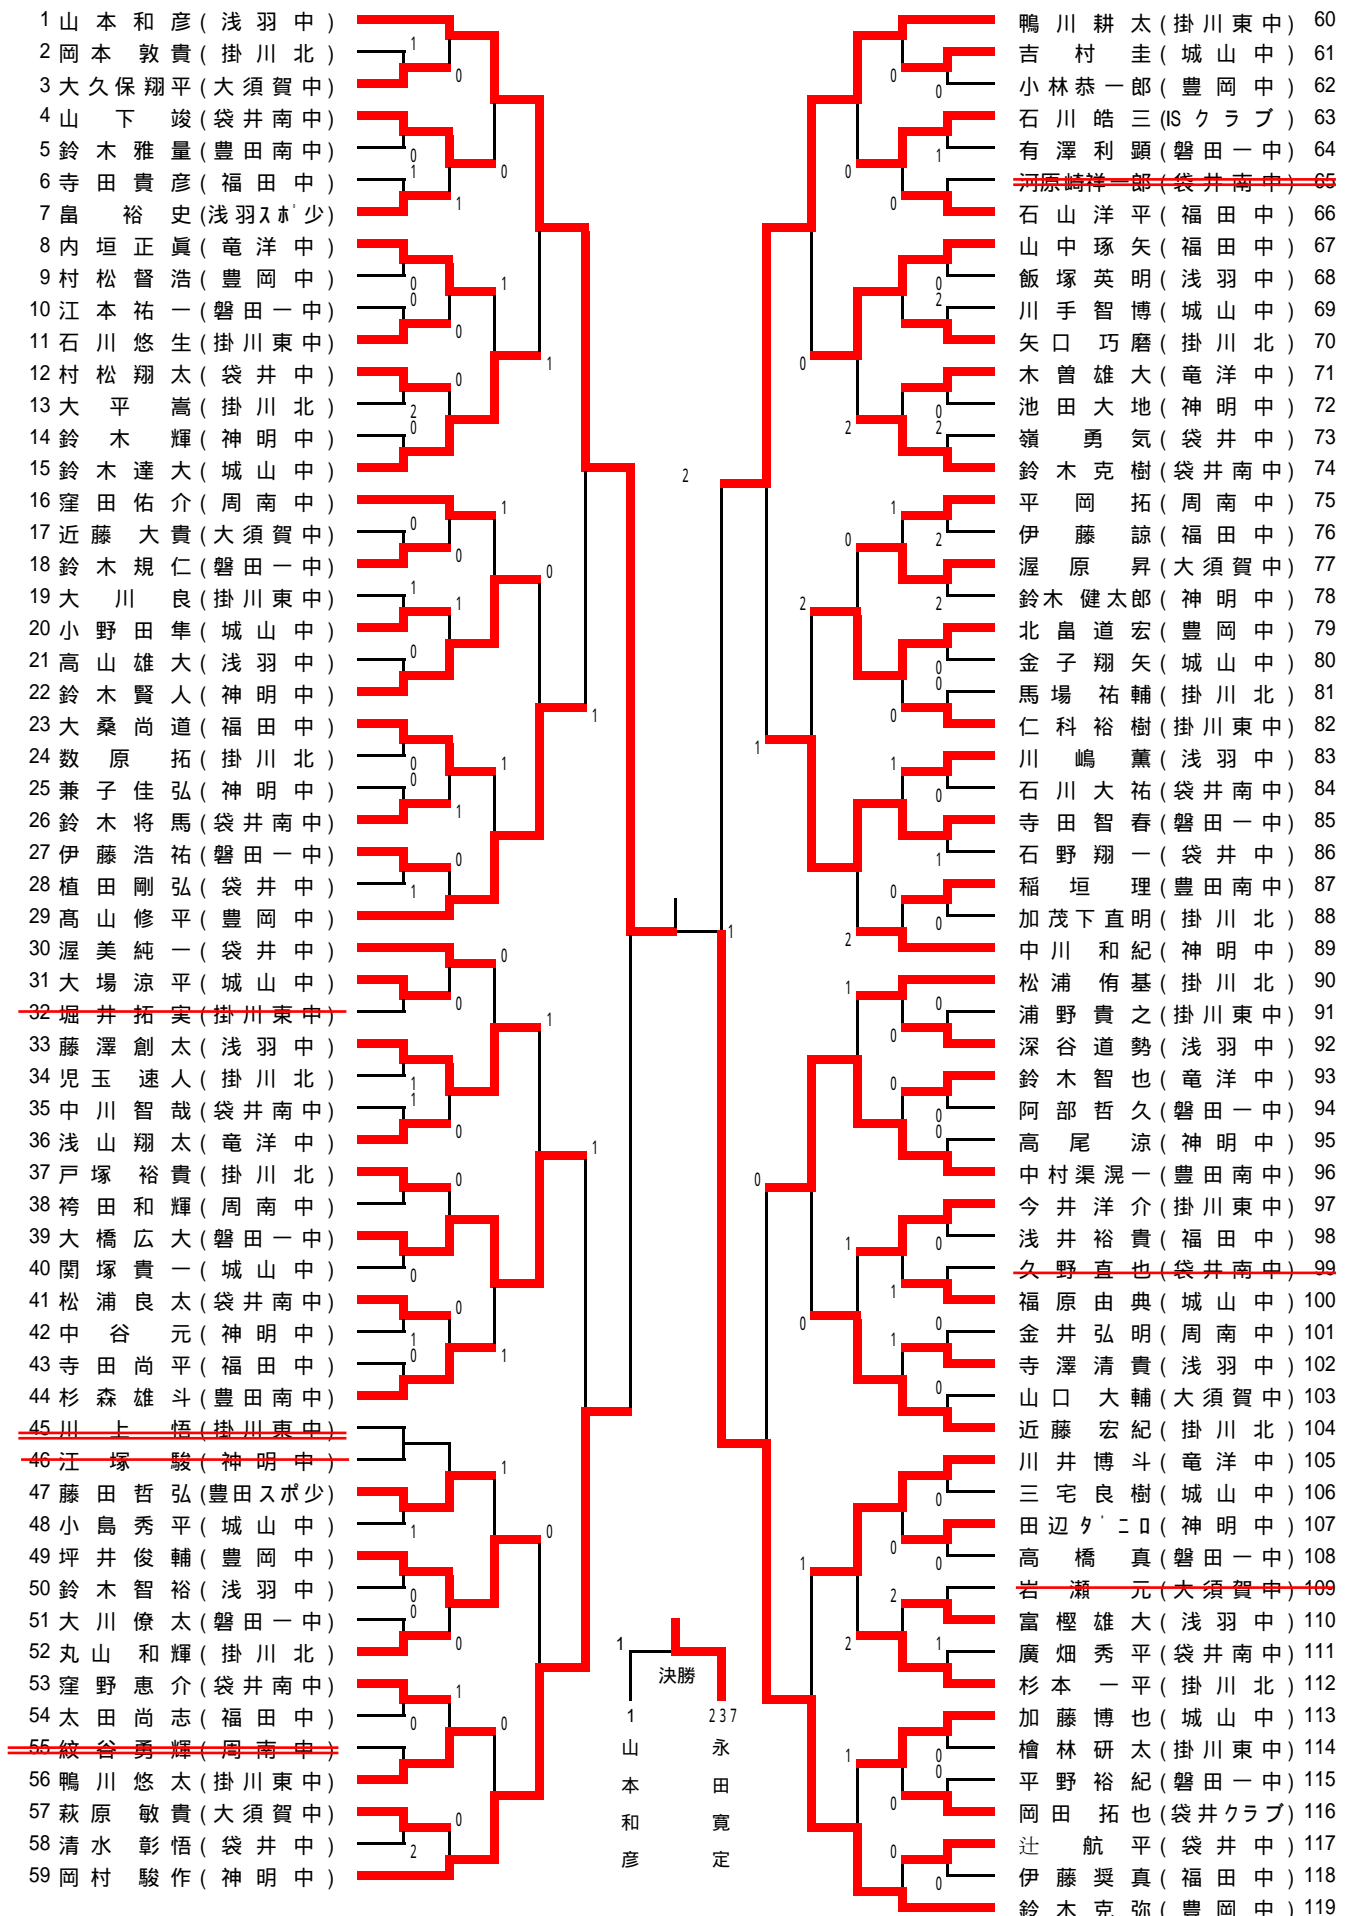 1 山本和彦(浅羽中)
2 岡本敦貴(掛川北)
3 大久保翔平(大須賀中)
4 山下竣(袋井南中)
5 鈴木雅量(豊田南中)
6 寺田貴彦(福田中)
7 畠裕史(浅羽スポ少)
8 内垣正眞(竜洋中)
9 村松督浩(豊岡中)
10 江本祐一(磐田一中)
11 石川悠生(掛川東中)
12 村松翔太(袋井中)
13 大平嵩(掛川北)
14 鈴木輝(神明中)
15 鈴木達大(城山中)
16 窪田佑介(周南中)
17 近藤大貴(大須賀中)
18 鈴木規仁(磐田一中)
19 大川良(掛川東中)
20 小野田隼(城山中)
21 高山雄大(浅羽中)
22 鈴木賢人(神明中)
23 大桑尚道(福田中)
24 数原拓(掛川北)
25 兼子佳弘(神明中)
26 鈴木将馬(袋井南中)
27 伊藤浩祐(磐田一中)
28 植田剛弘(袋井中)
29 髙山修平(豊岡中)
30 渥美純一(袋井中)
31 大場涼平(城山中)
32 堀井拓実(掛川東中)
33 藤澤創太(浅羽中)
34 児玉速人(掛川北)
35 中川智哉(袋井南中)
36 浅山翔太(竜洋中)
37 戸塚裕貴(掛川北)
38 袴田和輝(周南中)
39 大橋広大(磐田一中)
40 関塚貴一(城山中)
41 松浦良太(袋井南中)
42 中谷元(神明中)
43 寺田尚平(福田中)
44 杉森雄斗(豊田南中)
45 川上悟(掛川東中)
46 江塚駿(神明中)
47 藤田哲弘(豊田スポ少)
48 小島秀平(城山中)
49 坪井俊輔(豊岡中)
50 鈴木智裕(浅羽中)
51 大川僚太(磐田一中)
52 丸山和輝(掛川北)
53 窪野恵介(袋井南中)
54 太田尚志(福田中)
55 紋谷勇輝(周南中)
56 鴨川悠太(掛川東中)
57 萩原敏貴(大須賀中)
58 清水彰悟(袋井中)
59 岡村駿作(神明中)
2
1
1
決勝
1 237
山本和彦
永田寛定
鴨川耕太(掛川東中) 60
吉村圭(城山中) 61
小林恭一郎(豊岡中) 62
石川皓三(ISクラブ) 63
有澤利顕(磐田一中) 64
河原崎祥一郎(袋井南中) 65
石山洋平(福田中) 66
山中琢矢(福田中) 67
飯塚英明(浅羽中) 68
川手智博(城山中) 69
矢口巧磨(掛川北) 70
木曽雄大(竜洋中) 71
池田大地(神明中) 72
嶺勇気(袋井中) 73
鈴木克樹(袋井南中) 74
平岡拓(周南中) 75
伊藤諒(福田中) 76
渥原昇(大須賀中) 77
鈴木健太郎(神明中) 78
北畠道宏(豊岡中) 79
金子翔矢(城山中) 80
馬場祐輔(掛川北) 81
仁科裕樹(掛川東中) 82
川嶋薫(浅羽中) 83
石川大祐(袋井南中) 84
寺田智春(磐田一中) 85
石野翔一(袋井中) 86
稲垣理(豊田南中) 87
加茂下直明(掛川北) 88
中川和紀(神明中) 89
松浦侑基(掛川北) 90
浦野貴之(掛川東中) 91
深谷道勢(浅羽中) 92
鈴木智也(竜洋中) 93
阿部哲久(磐田一中) 94
高尾涼(神明中) 95
中村渠滉一(豊田南中) 96
今井洋介(掛川東中) 97
浅井裕貴(福田中) 98
久野直也(袋井南中) 99
福原由典(城山中) 100
金井弘明(周南中) 101
寺澤清貴(浅羽中) 102
山口大輔(大須賀中) 103
近藤宏紀(掛川北) 104
川井博斗(竜洋中) 105
三宅良樹(城山中) 106
田辺ダニロ(神明中) 107
高橋真(磐田一中) 108
岩瀬元(大須賀中) 109
富樫雄大(浅羽中) 110
廣畑秀平(袋井南中) 111
杉本一平(掛川北) 112
加藤博也(城山中) 113
檜林研太(掛川東中) 114
平野裕紀(磐田一中) 115
岡田拓也(袋井クラブ) 116
辻航平(袋井中) 117
伊藤奨真(福田中) 118
鈴木克弥(豊岡中) 119